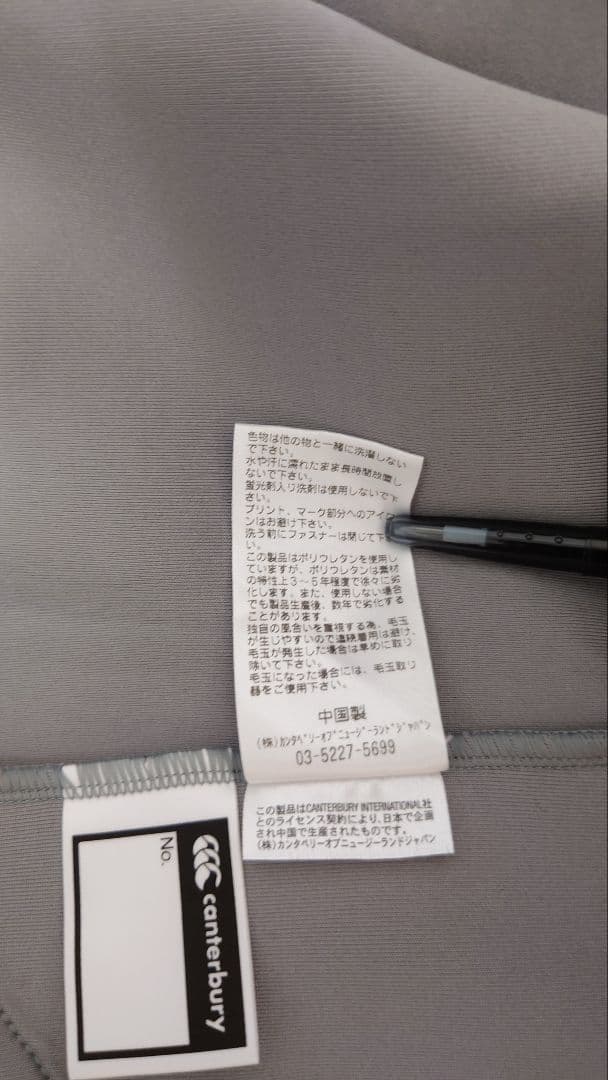 色物は他の物と一緒に洗濯しない
で下さい。
水や汗に濡れたまま長時間放置し
ないで下さい。
蛍光剤入り洗剤は使用しないで下
さい。
プリント、マーク部分へのアイロ
ンはお避け下さい。
洗う前にファスナーは閉じて下
い。
この製品はポリウレタンを使用し
ていますが、ポリウレタンは素材
の特性上3〜5年程度で徐々に劣
化します。また、使用しない場合
でも製品生産後、数年で劣化する
ことがあります。
独自の風合いを重視する為、毛玉
が生じやすいので連続着用は避け、
毛玉が発生した場合は早めに取り
除いて下さい。
毛玉になった場合には、毛玉取り
器をご使用下さい。
中国製
(株)カンタベリーオブニュージーランドジャパン
03-5227-5699
この製品はCANTERBURY INTERNATIONAL社
とのライセンス契約により、日本で企画
され中国で生産されたものです。
(株)カンタベリーオブニュージーランドジャパン
canterbury
No.